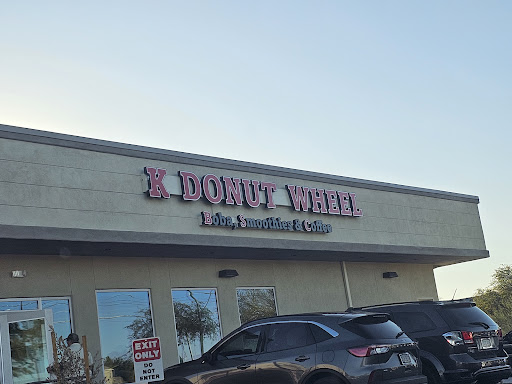 K DONUT WHEEL
Boba, Smoothies & Coffee
EXIT
ONLY
DO NOT
ENTER